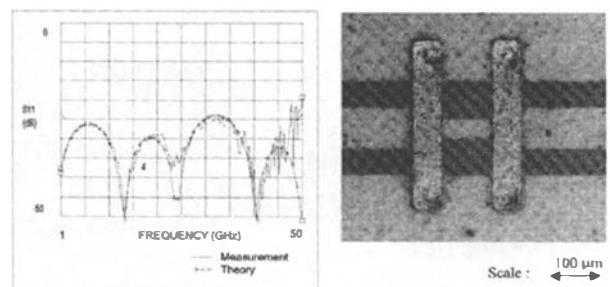 0
S11
(dB)
4
50
1
FREQUENCY (GHz)
50
Measurement
Theory
Scale :
100 µm